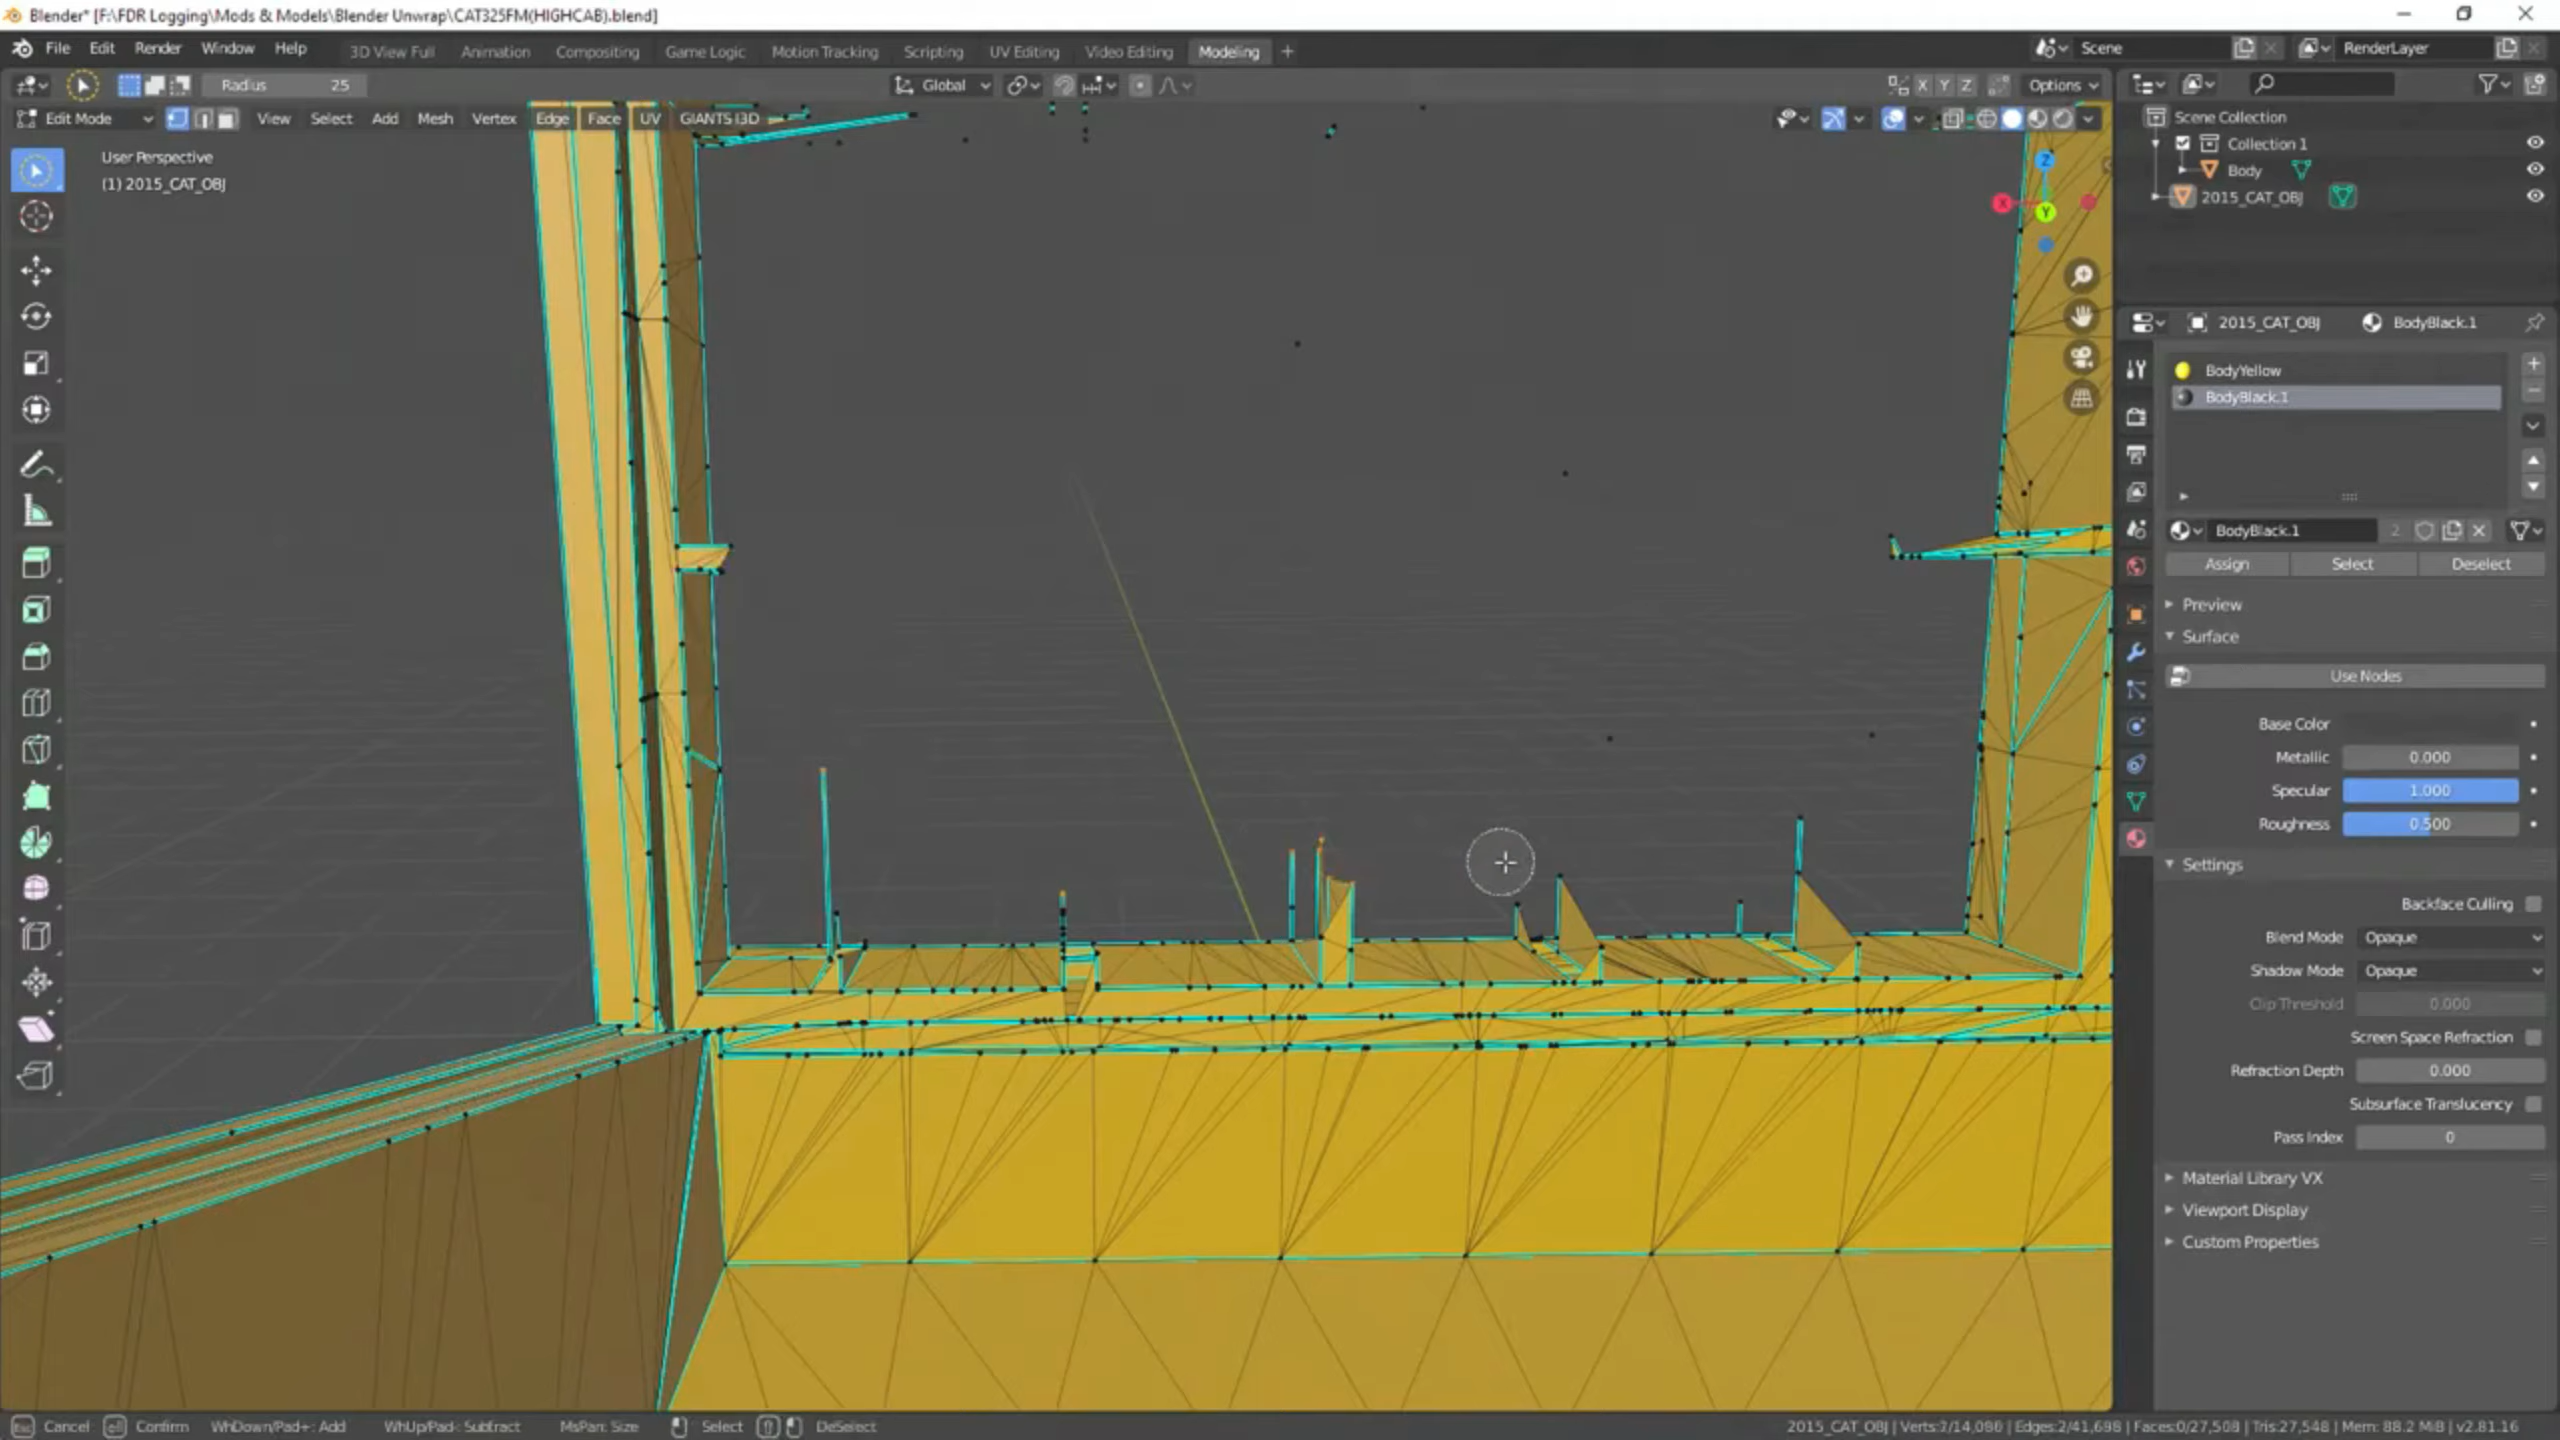 Blender* [F:\FDR Logging\Mods & Models\Blender Unwrap\CAT325FM(HIGHCAB).blend]
File Edit Render Window Help 3D View Full Animation Compositing Game Logic Motion Tracking Scripting UV Editing Video Editing Modeling + Scene RenderLayer
Radius 25 Global X Y Z Options
Edit Mode View Select Add Mesh Vertex Edge Face UV GIANTS I3D
User Perspective
(1) 2015_CAT_OBJ
Z
X
Y
Scene Collection
Collection 1
Body
2015_CAT_OBJ
2015_CAT_OBJ BodyBlack.1
BodyYellow
BodyBlack.1
BodyBlack.1 2
Assign Select Deselect
Preview
Surface
Use Nodes
Base Color
Metallic 0.000
Specular 1.000
Roughness 0.500
Settings
Backface Culling
Blend Mode Opaque
Shadow Mode Opaque
Clip Threshold 0.000
Screen Space Refraction
Refraction Depth 0.000
Subsurface Translucency
Pass Index 0
Material Library VX
Viewport Display
Custom Properties
Esc Cancel Confirm WhDown/Pad+: Add WhUp/Pad-: Subtract MsPan: Size Select DeSelect
2015_CAT_OBJ | Edges:2/41,698 | Faces:0/27,508 | Tris:27,548 | Mem: 88.2 MiB | v2.81.16